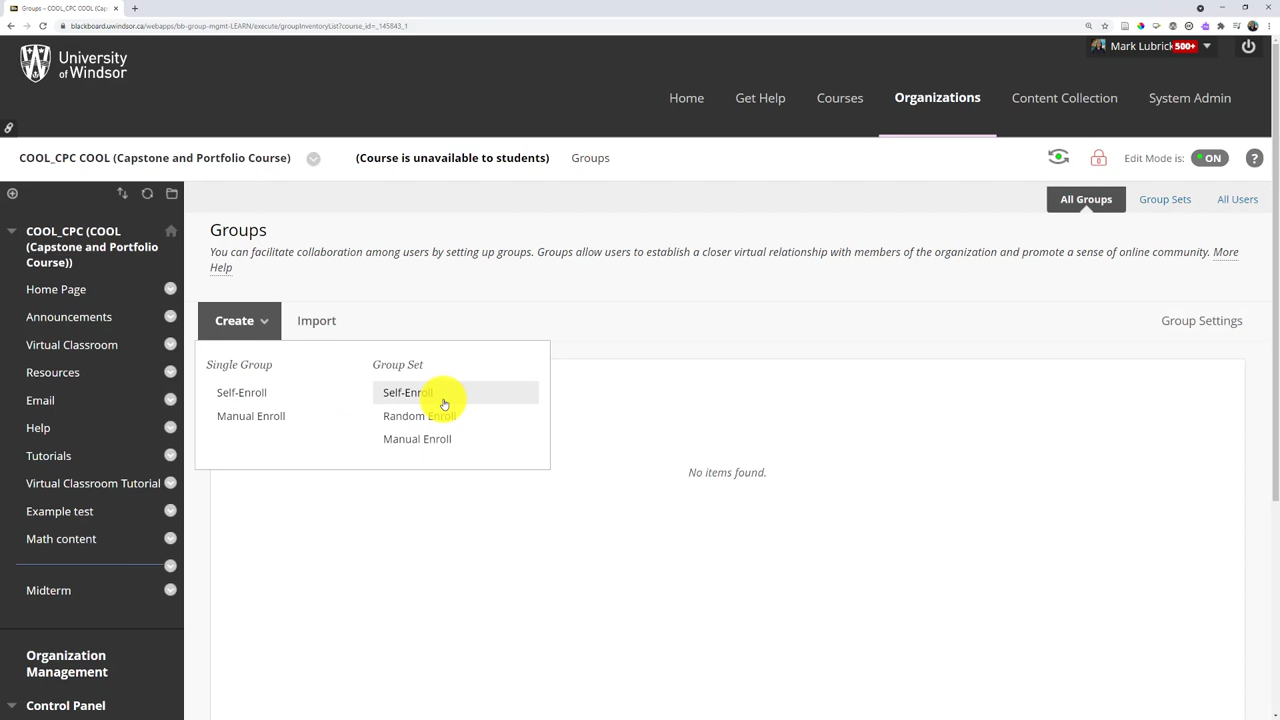 Groups – COOL_CPC COOL (Caps
blackboard.uwindsor.ca/webapps/bb-group-mgmt-LEARN/execute/groupInventoryList?course_id=_145843_1
University
of Windsor
Mark Lubrick 500+
Home
Get Help
Courses
Organizations
Content Collection
System Admin
COOL_CPC COOL (Capstone and Portfolio Course)
(Course is unavailable to students)
Groups
Edit Mode is:
ON
?
All Groups
Group Sets
All Users
COOL_CPC (COOL
(Capstone and Portfolio
Course))
Home Page
Announcements
Virtual Classroom
Resources
Email
Help
Tutorials
Virtual Classroom Tutorial
Example test
Math content
Midterm
Organization
Management
Control Panel
Groups
You can facilitate collaboration among users by setting up groups. Groups allow users to establish a closer virtual relationship with members of the organization and promote a sense of online community. More
Help
Create
Import
Group Settings
Single Group
Self-Enroll
Manual Enroll
Group Set
Self-Enroll
Random Enroll
Manual Enroll
No items found.